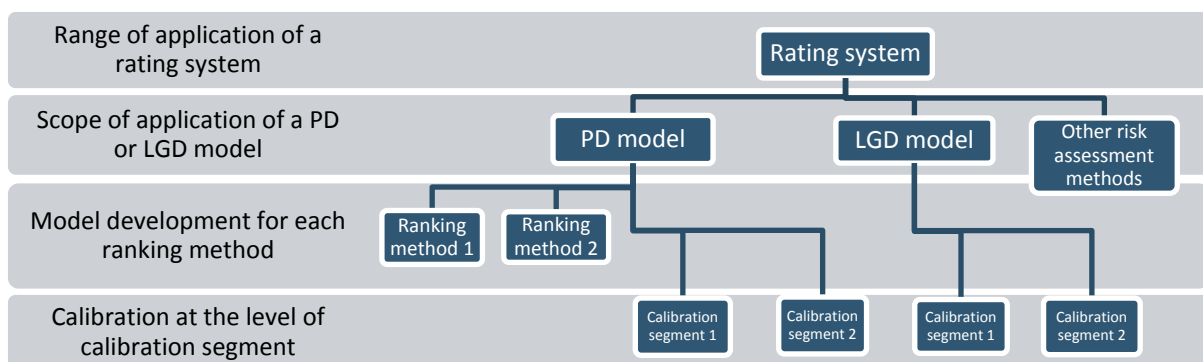 Range of application of a
rating system
Rating system
Scope of application of a PD
or LGD model
PD model
LGD model
Other risk
assessment
methods
Model development for each
ranking method
Ranking
method 1
Ranking
method 2
Calibration at the level of
calibration segment
Calibration
segment 1
Calibration
segment 2
Calibration
segment 1
Calibration
segment 2